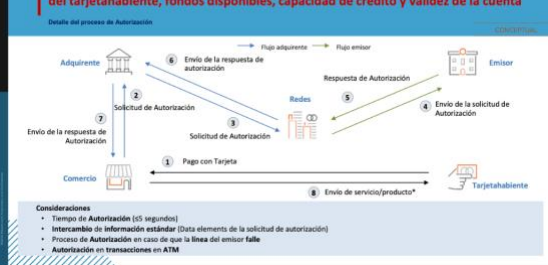 del tarjetahabiente, fondos disponibles, capacidad de crédito y validez de la cuenta
Detalle del proceso de Autorización
CONCEPTUAL
Flujo adquirente
Flujo emisor
Adquirente
6
Envío de la respuesta de
autorización
Emisor
Respuesta de Autorización
2
Solicitud de Autorización
Redes
5
4
Envío de la solicitud de
Autorización
7
3
Envío de la respuesta de
Autorización
Solicitud de Autorización
1
Pago con Tarjeta
Comercio
8
Envío de servicio/producto*
Tarjetahabiente
Consideraciones
• Tiempo de Autorización (≤5 segundos)
• Intercambio de información estándar (Data elements de la solicitud de autorización)
• Proceso de Autorización en caso de que la línea del emisor falle
• Autorización en transacciones en ATM